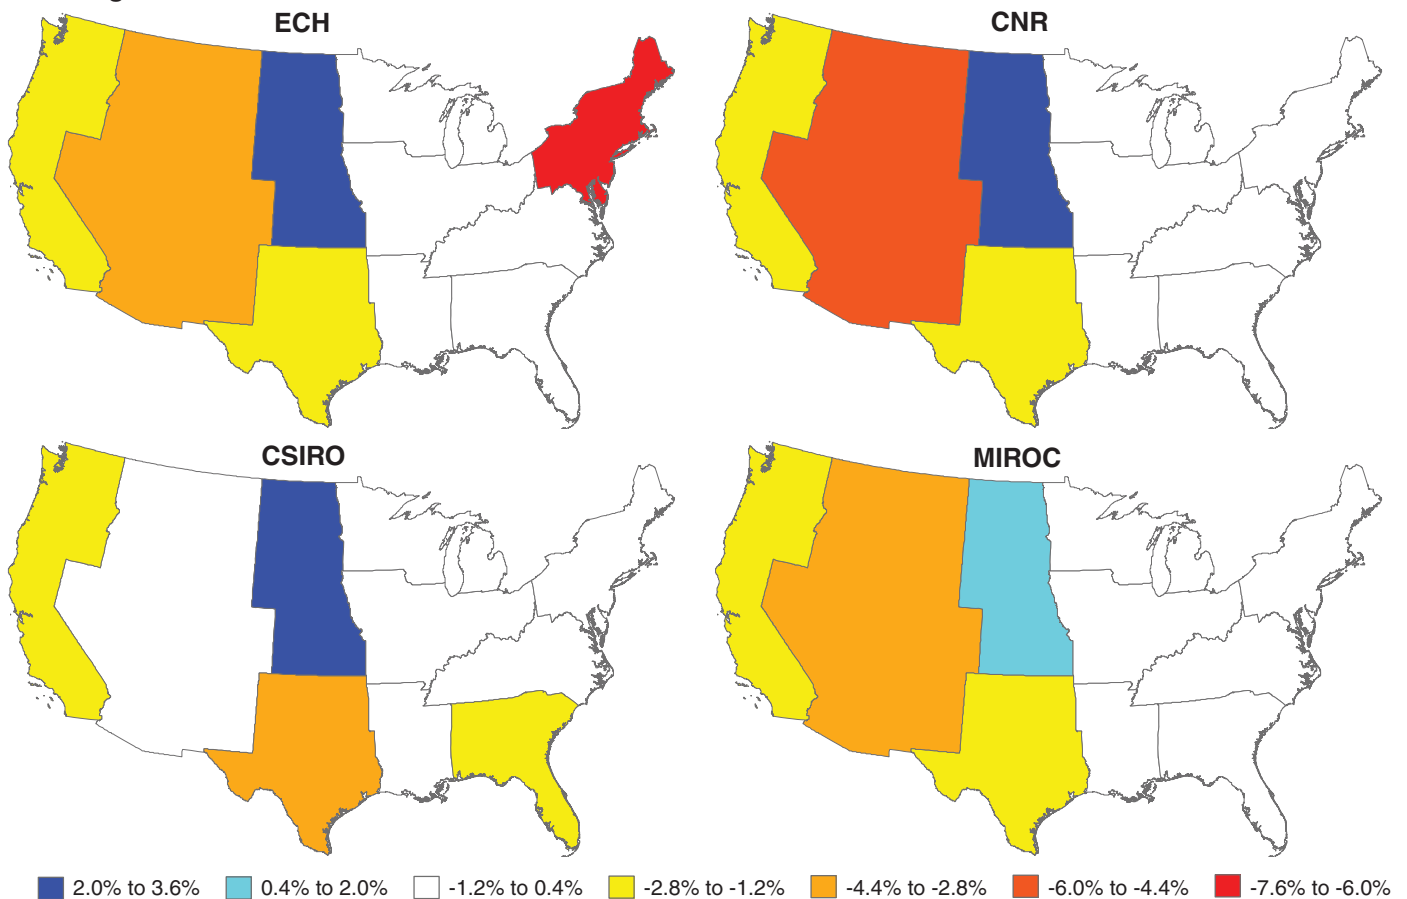 ECH
CNR
CSIRO
MIROC
2.0% to 3.6%
0.4% to 2.0%
-1.2% to 0.4%
-2.8% to -1.2%
-4.4% to -2.8%
-6.0% to -4.4%
-7.6% to -6.0%